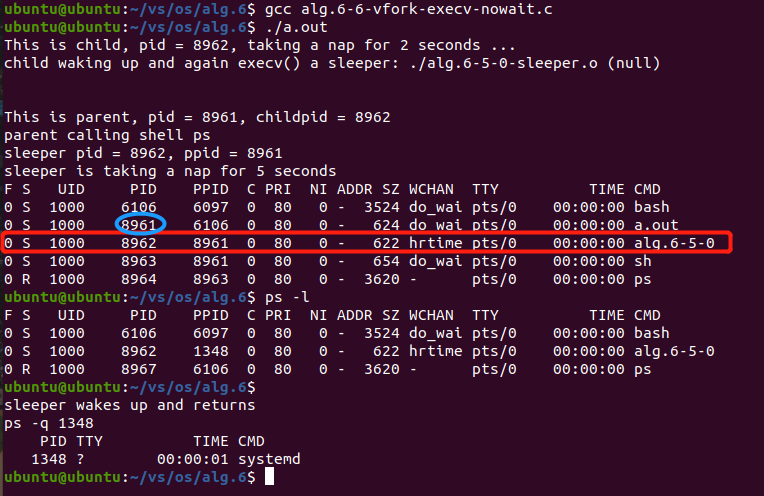 ubuntu@ubuntu:~/vs/os/alg.6$ gcc alg.6-6-vfork-execv-nowait.c
ubuntu@ubuntu:~/vs/os/alg.6$ ./a.out
This is child, pid = 8962, taking a nap for 2 seconds ...
child waking up and again execv() a sleeper: ./alg.6-5-0-sleeper.o (null)
This is parent, pid = 8961, childpid = 8962
parent calling shell ps
sleeper pid = 8962, ppid = 8961
sleeper is taking a nap for 5 seconds
F S   UID     PID    PPID  C PRI  NI ADDR SZ WCHAN  TTY          TIME CMD
0 S  1000    6106    6097  0  80   0 -  3524 do_wai pts/0    00:00:00 bash
0 S  1000    8961    6106  0  80   0 -   624 do_wai pts/0    00:00:00 a.out
0 S  1000    8962    8961  0  80   0 -   622 hrtime pts/0    00:00:00 alg.6-5-0
0 S  1000    8963    8961  0  80   0 -   654 do_wai pts/0    00:00:00 sh
0 R  1000    8964    8963  0  80   0 -  3620 -      pts/0    00:00:00 ps
ubuntu@ubuntu:~/vs/os/alg.6$ ps -l
F S   UID     PID    PPID  C PRI  NI ADDR SZ WCHAN  TTY          TIME CMD
0 S  1000    6106    6097  0  80   0 -  3524 do_wai pts/0    00:00:00 bash
0 S  1000    8962    1348  0  80   0 -   622 hrtime pts/0    00:00:00 alg.6-5-0
0 R  1000    8967    6106  0  80   0 -  3620 -      pts/0    00:00:00 ps
ubuntu@ubuntu:~/vs/os/alg.6$
sleeper wakes up and returns
ps -q 1348
    PID TTY          TIME CMD
   1348 ?        00:00:01 systemd
ubuntu@ubuntu:~/vs/os/alg.6$